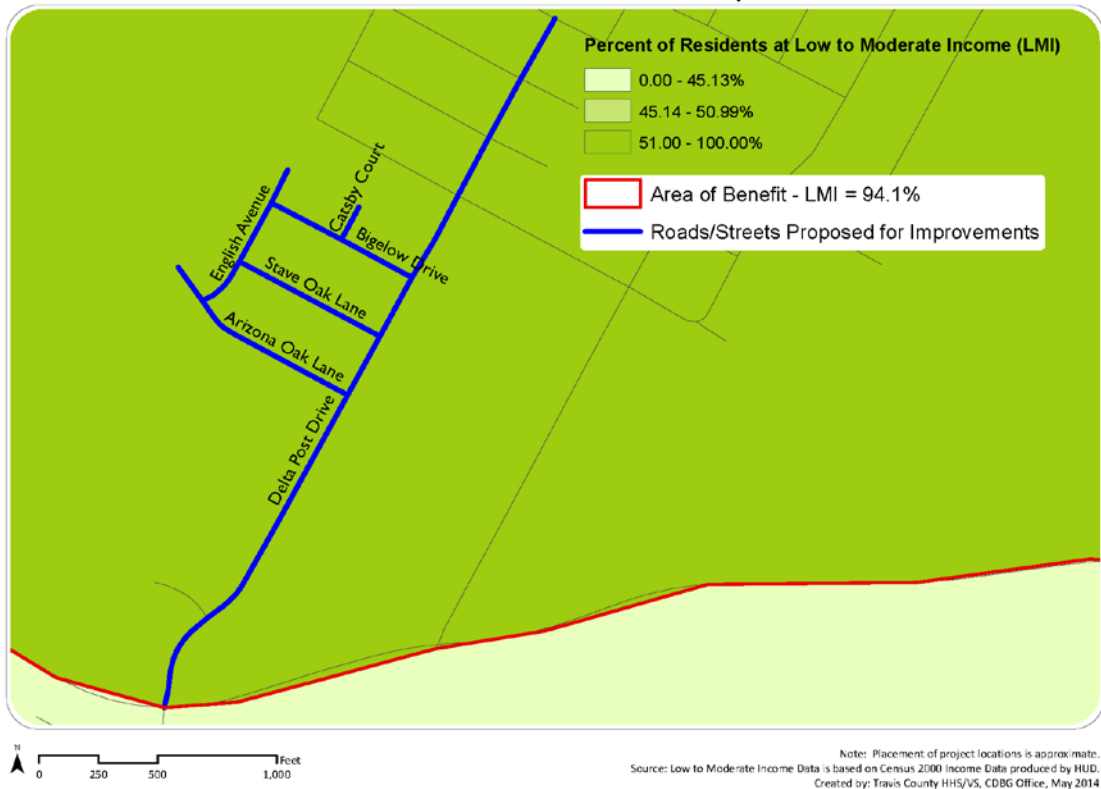 Percent of Residents at Low to Moderate Income (LMI)
0.00 - 45.13%
45.14 - 50.99%
51.00 - 100.00%
Area of Benefit - LMI = 94.1%
Roads/Streets Proposed for Improvements
English Avenue
Catsby Court
Bigelow Drive
Stave Oak Lane
Arizona Oak Lane
Delta Post Drive
N
Feet
0 250 500 1,000
Note: Placement of project locations is approximate.
Source: Low to Moderate Income Data is based on Census 2000 Income Data produced by HUD.
Created by: Travis County HHS/VS, CDBG Office, May 2014